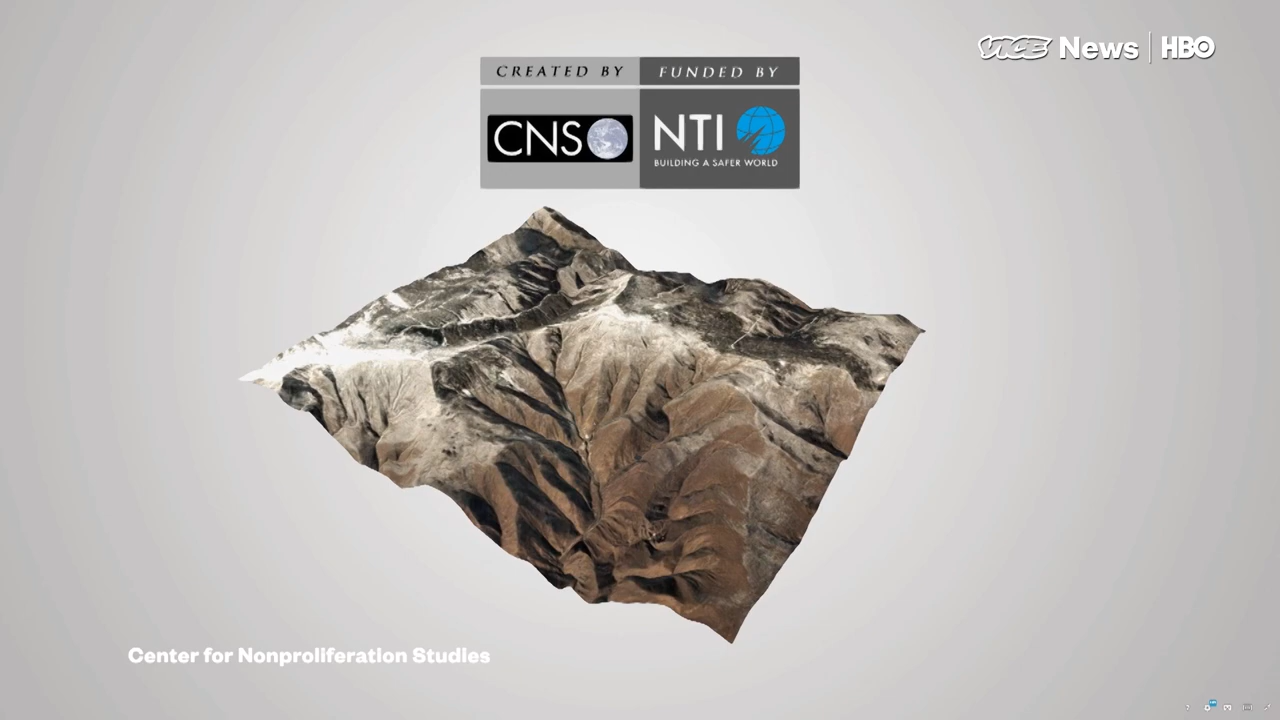 VICE News | HBO
CREATED BY
FUNDED BY
CNS
NTI
BUILDING A SAFER WORLD
Center for Nonproliferation Studies